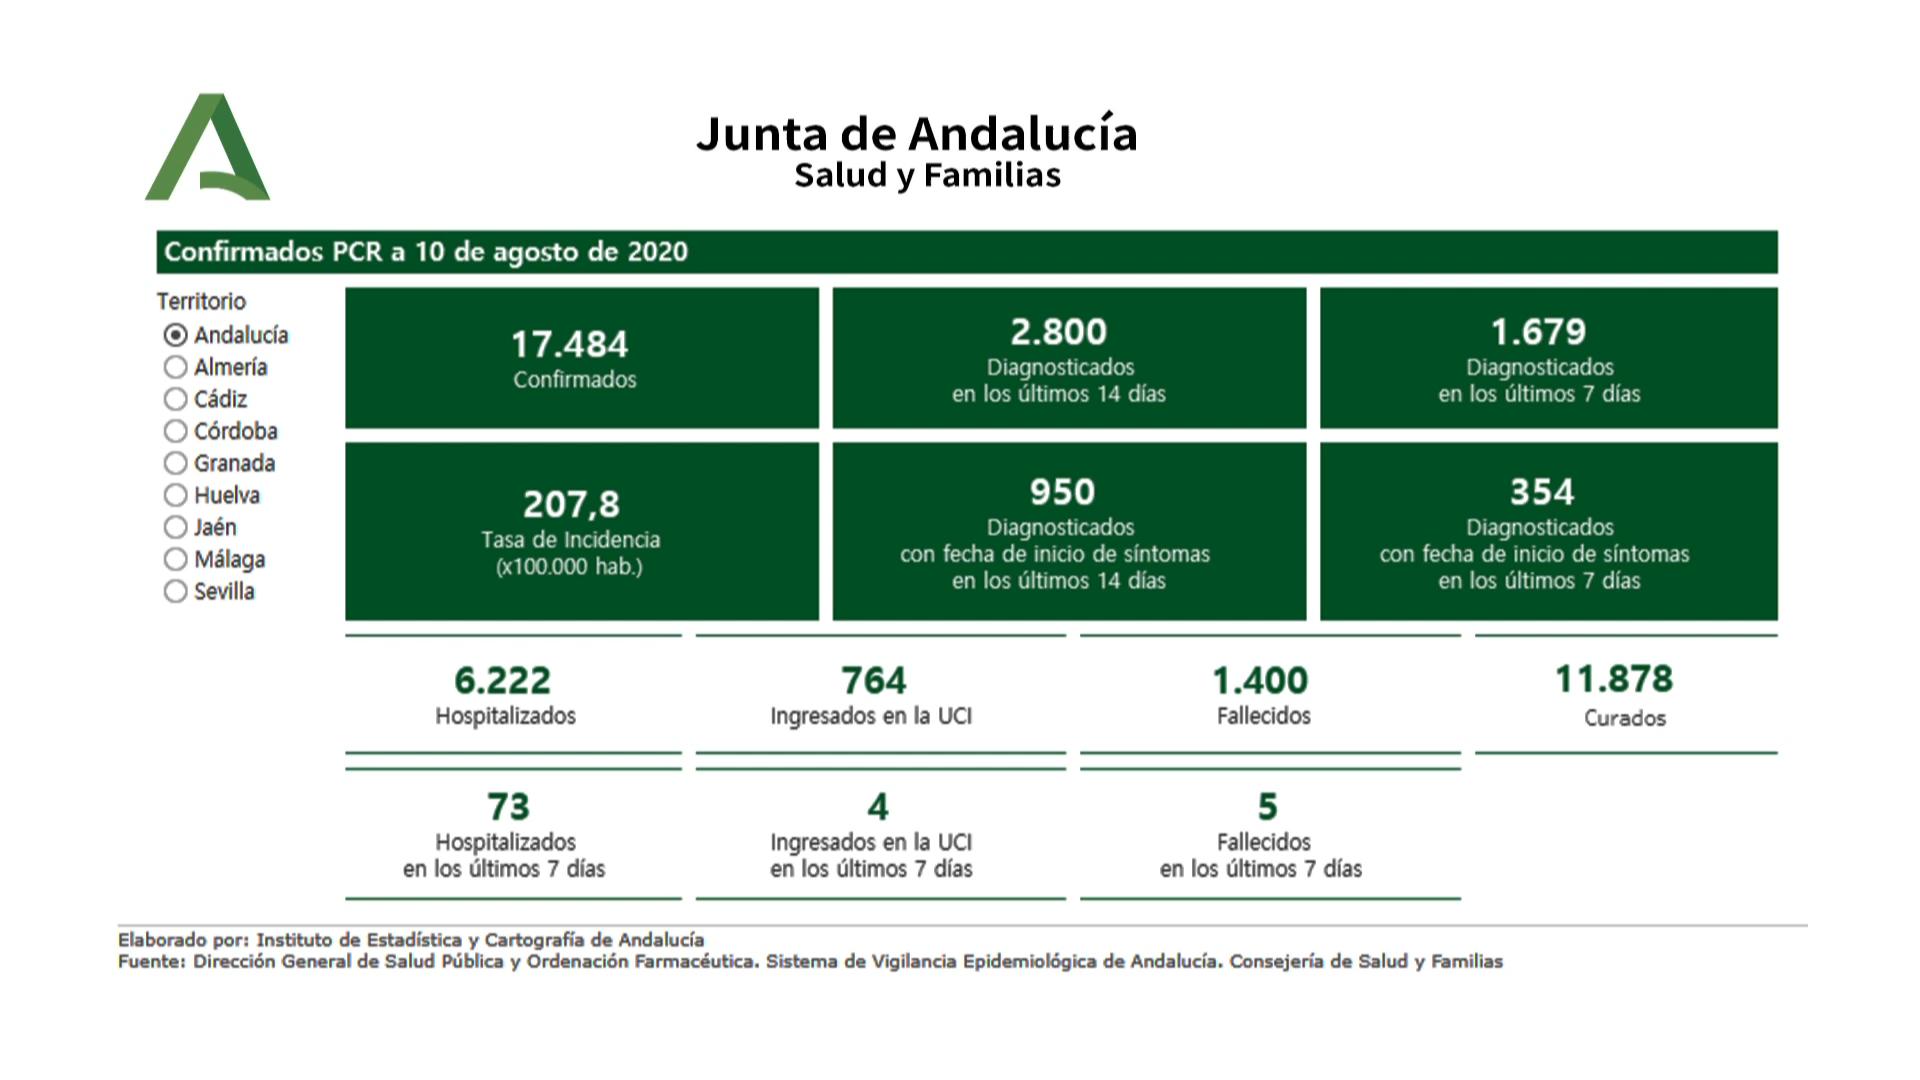 Junta de Andalucía
Salud y Familias
Confirmados PCR a 10 de agosto de 2020
Territorio
Andalucía
Almería
Cádiz
Córdoba
Granada
Huelva
Jaén
Málaga
Sevilla
17.484
Confirmados
2.800
Diagnosticados
en los últimos 14 días
1.679
Diagnosticados
en los últimos 7 días
207,8
Tasa de Incidencia
(x100.000 hab.)
950
Diagnosticados
con fecha de inicio de síntomas
en los últimos 14 días
354
Diagnosticados
con fecha de inicio de síntomas
en los últimos 7 días
6.222
Hospitalizados
764
Ingresados en la UCI
1.400
Fallecidos
11.878
Curados
73
Hospitalizados
en los últimos 7 días
4
Ingresados en la UCI
en los últimos 7 días
5
Fallecidos
en los últimos 7 días
Elaborado por: Instituto de Estadística y Cartografía de Andalucía
Fuente: Dirección General de Salud Pública y Ordenación Farmacéutica. Sistema de Vigilancia Epidemiológica de Andalucía. Consejería de Salud y Familias